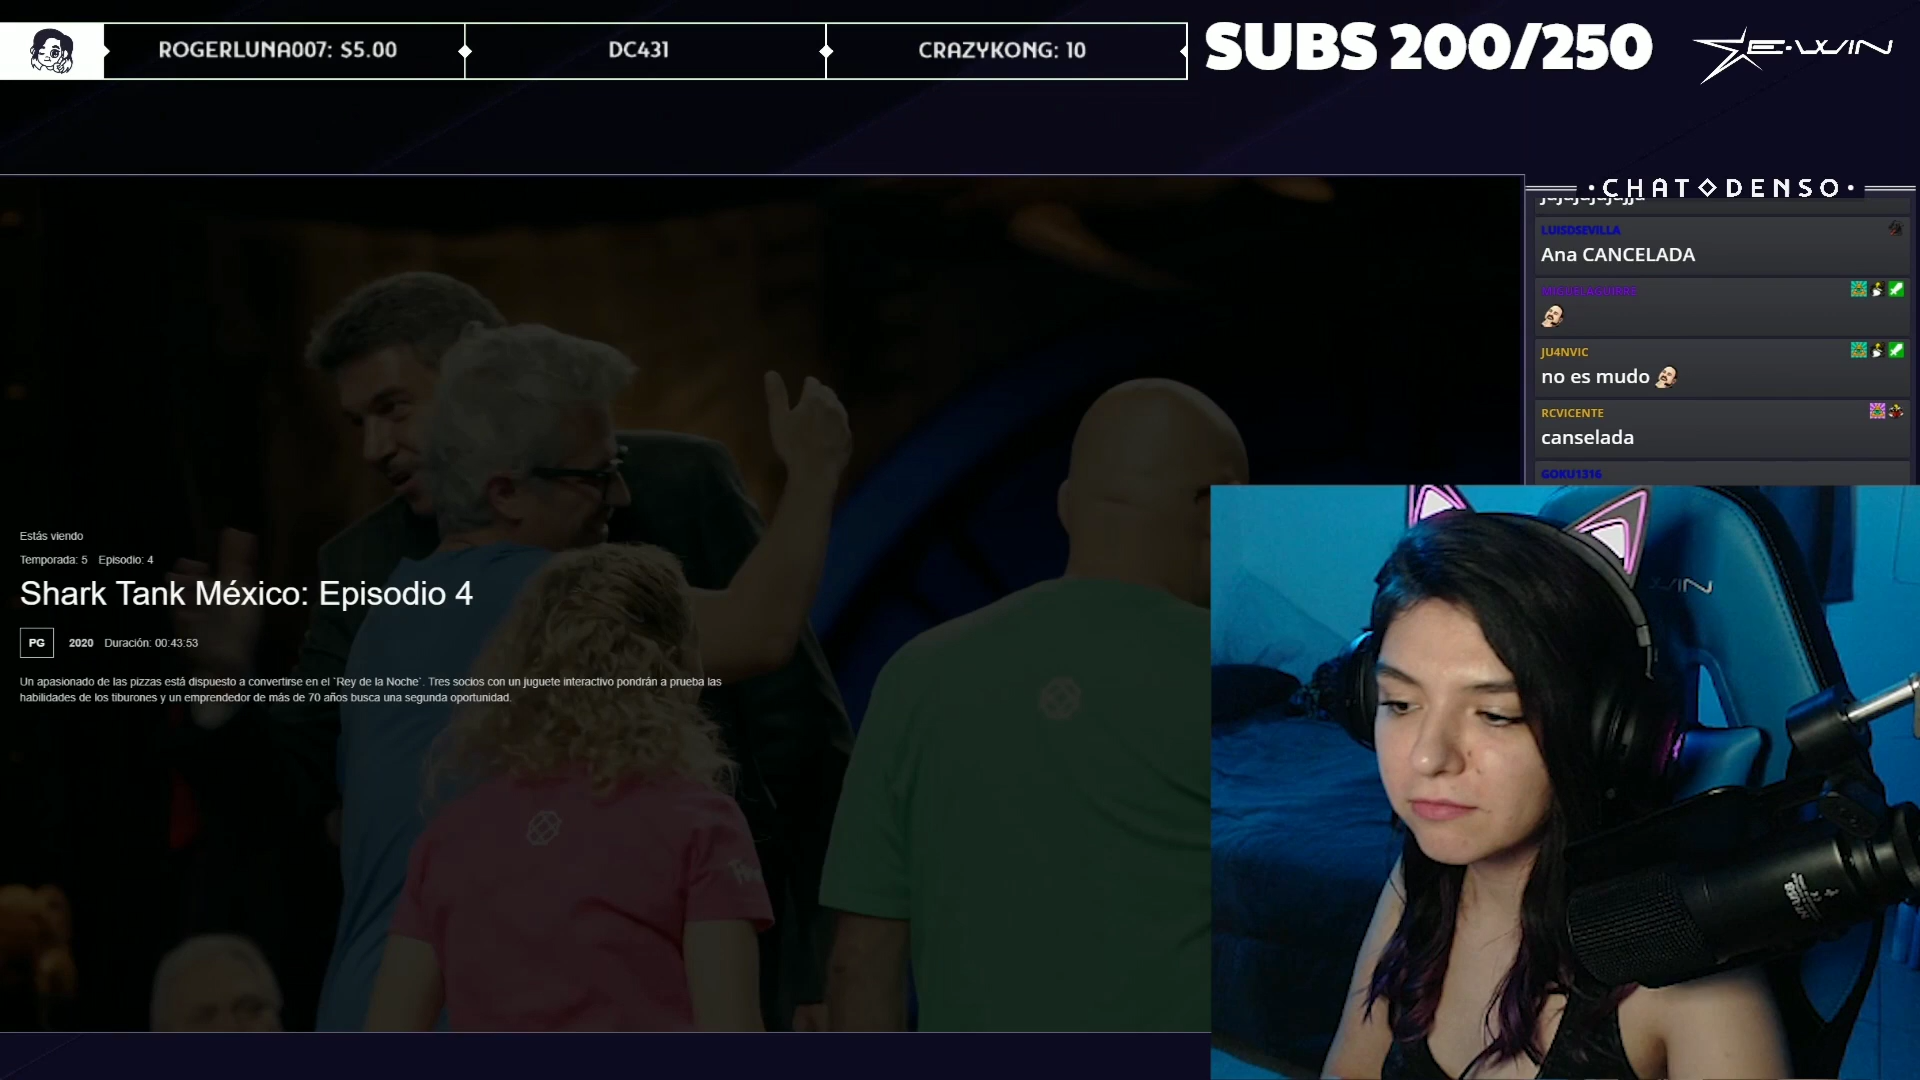 ROGERLUNA007: $5.00
DC431
CRAZYKONG: 10
SUBS 200/250
E-WIN
·CHAT◇DENSO·
LUISDSEVILLA
Ana CANCELADA
MIGUELAGUIRRE
JU4NVIC
no es mudo
RCVICENTE
canselada
GOKU1316
Estás viendo
Temporada: 5 Episodio: 4
Shark Tank México: Episodio 4
PG 2020 Duración: 00:43:53
Un apasionado de las pizzas está dispuesto a convertirse en el `Rey de la Noche`. Tres socios con un juguete interactivo pondrán a prueba las
habilidades de los tiburones y un emprendedor de más de 70 años busca una segunda oportunidad.